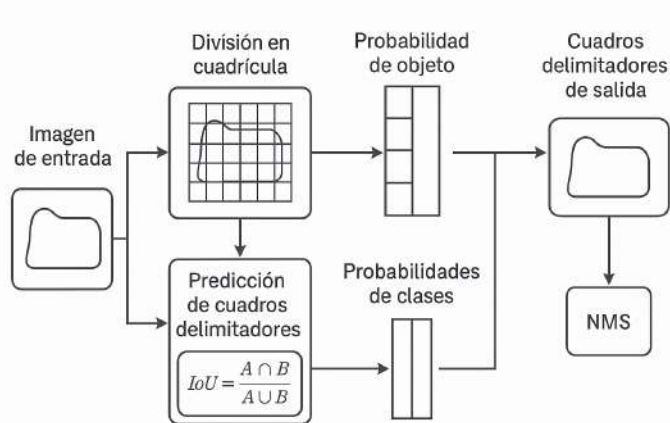 Imagen
de entrada
División en
cuadrícula
Predicción
de cuadros
delimitadores
IoU = A ∩ B / A ∪ B
Probabilidad
de objeto
Probabilidades
de clases
Cuadros
delimitadores
de salida
NMS